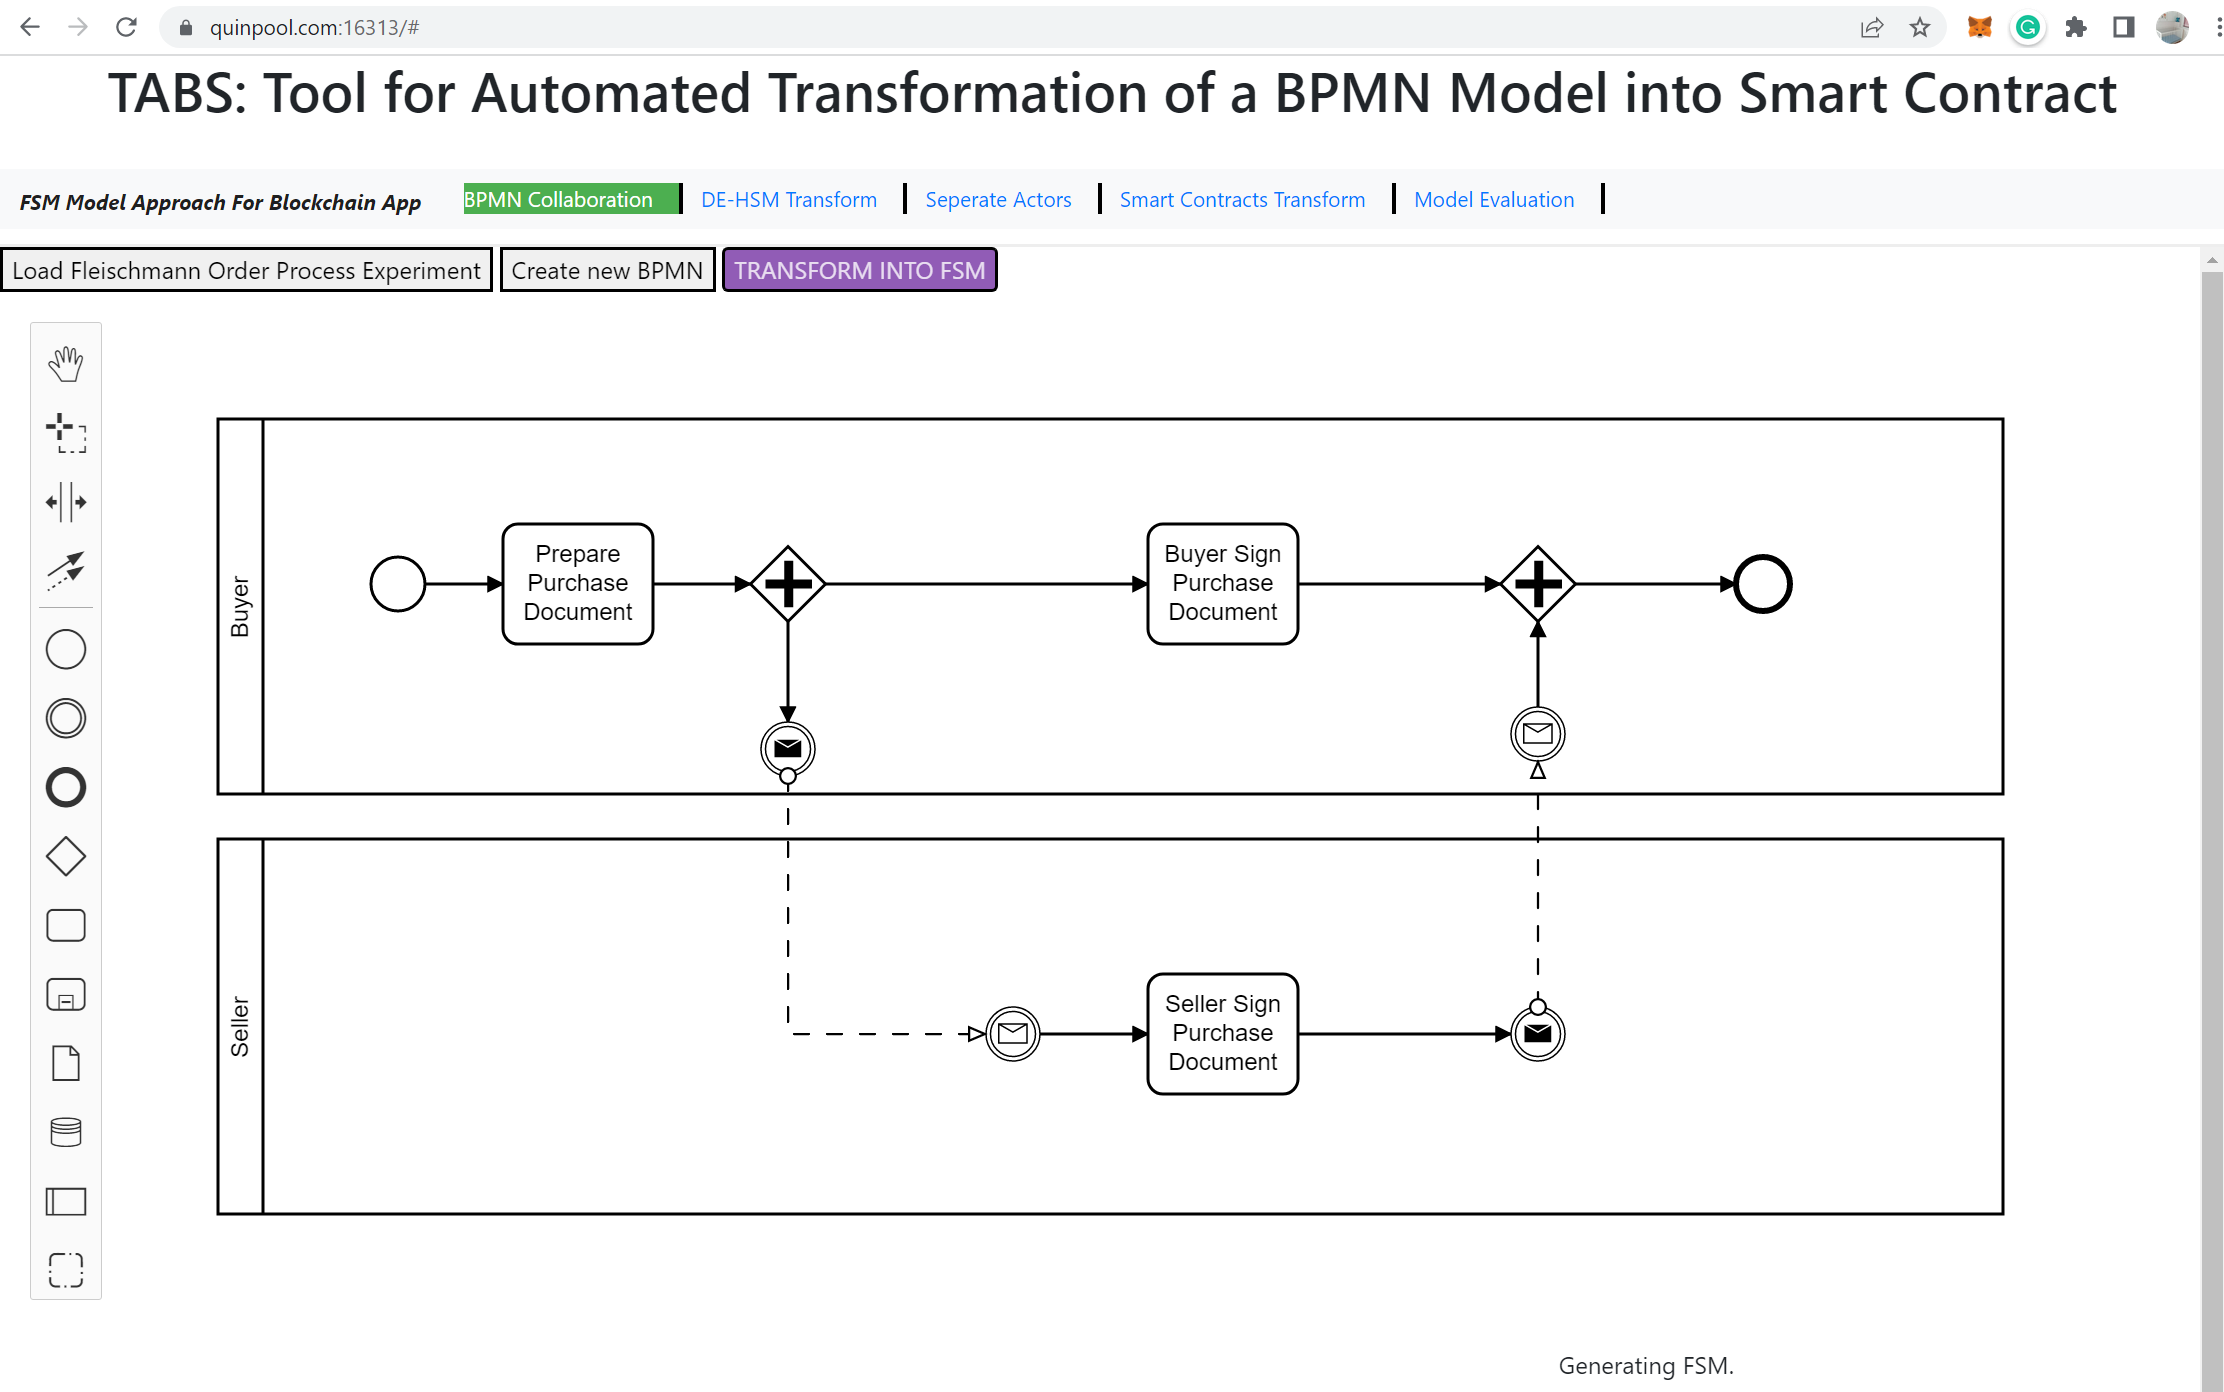 quinpool.com:16313/#
TABS: Tool for Automated Transformation of a BPMN Model into Smart Contract
FSM Model Approach For Blockchain App
BPMN Collaboration
DE-HSM Transform
Seperate Actors
Smart Contracts Transform
Model Evaluation
Load Fleischmann Order Process Experiment
Create new BPMN
TRANSFORM INTO FSM
Buyer
Prepare
Purchase
Document
Buyer Sign
Purchase
Document
Seller
Seller Sign
Purchase
Document
Generating FSM.